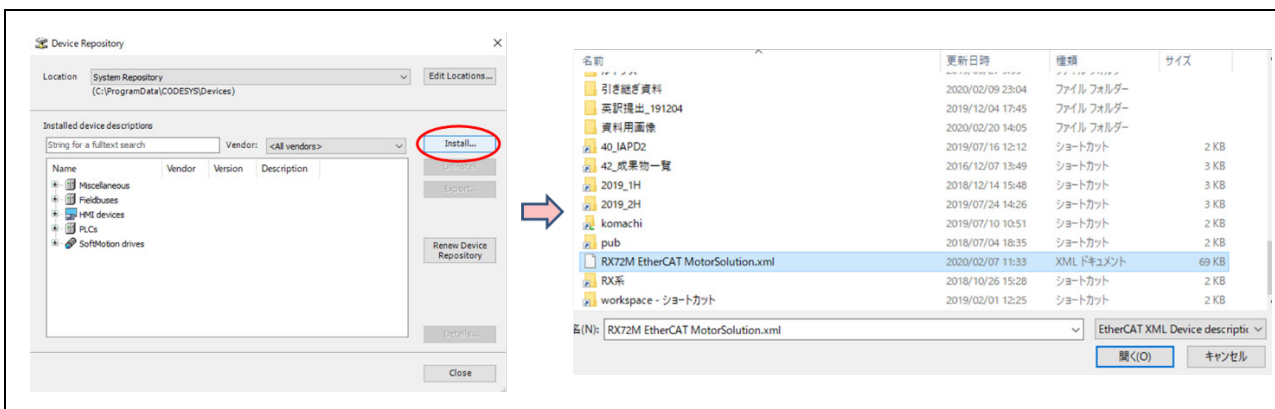 Device Repository
Location System Repository Edit Locations...
(C:\ProgramData\CODESYS\Devices)
Installed device descriptions
String for a fulltext search Vendor: <All vendors> Install...
Uninstall
Name Vendor Version Description
Miscellaneous Export...
Fieldbuses
HMI devices
PLCs
SoftMotion drives
Renew Device
Repository
Details...
Close
名前 更新日時 種類 サイズ
引き継ぎ資料 2020/02/09 23:04 ファイル フォルダー
英訳提出_191204 2019/12/04 17:45 ファイル フォルダー
資料用画像 2020/02/20 14:05 ファイル フォルダー
40_IAPD2 2019/07/16 12:12 ショートカット 2 KB
42_成果物一覧 2016/12/07 13:49 ショートカット 3 KB
2019_1H 2018/12/14 15:48 ショートカット 3 KB
2019_2H 2019/07/24 14:26 ショートカット 3 KB
komachi 2019/07/10 10:51 ショートカット 2 KB
pub 2018/07/04 18:35 ショートカット 2 KB
RX72M EtherCAT MotorSolution.xml 2020/02/07 11:33 XML ドキュメント 69 KB
RX系 2018/10/26 15:28 ショートカット 2 KB
workspace - ショートカット 2019/02/01 12:25 ショートカット 2 KB
名(N): RX72M EtherCAT MotorSolution.xml EtherCAT XML Device descriptic
開く(O) キャンセル